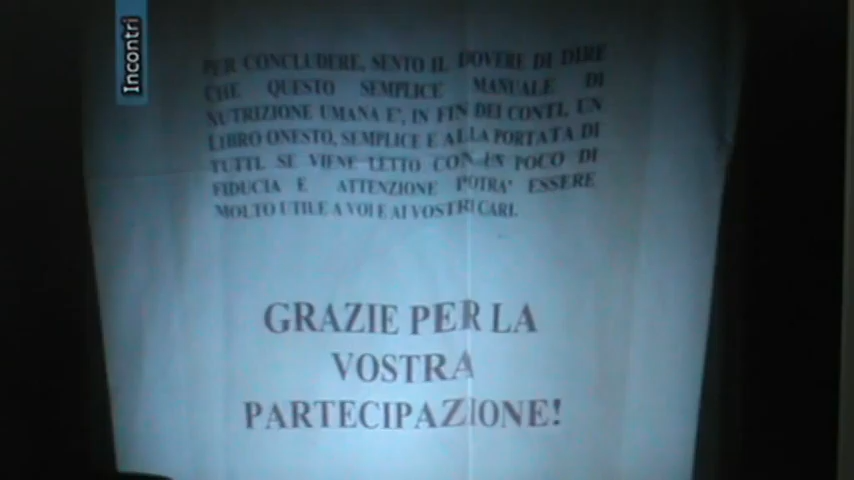 Incontri
PER CONCLUDERE, SENTO IL DOVERE DI DIRE
CHE QUESTO SEMPLICE MANUALE DI
NUTRIZIONE UMANA E', IN FIN DEI CONTI, UN
LIBRO ONESTO, SEMPLICE E ALLA PORTATA DI
TUTTI. SE VIENE LETTO CON UN POCO DI
FIDUCIA E ATTENZIONE POTRA' ESSERE
MOLTO UTILE A VOI E AI VOSTRI CARI.
GRAZIE PER LA
VOSTRA
PARTECIPAZIONE!